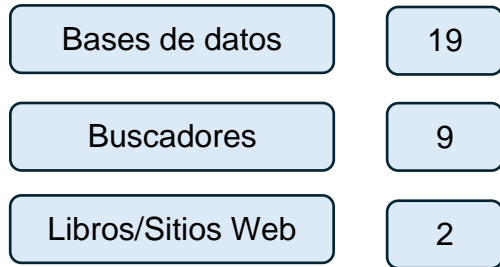 Bases de datos 19
Buscadores 9
Libros/Sitios Web 2